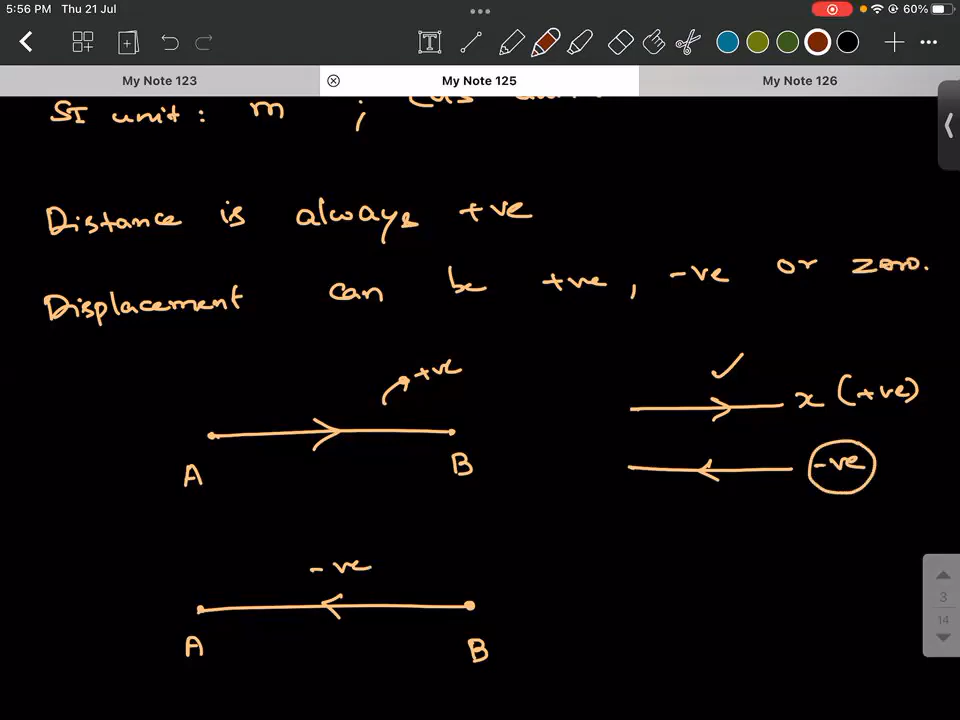 5:56 PM Thu 21 Jul
60%
My Note 123
My Note 125
My Note 126
SI unit: m ;
Distance is always +ve
Displacement can be +ve, -ve or zero.
+ve
A B
x (+ve)
-ve
-ve
A B
3
14